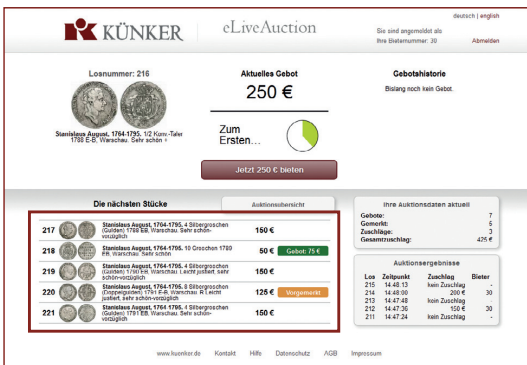 deutsch | english
KÜNKER
eLiveAuction
Sie sind angemeldet als
Ihre Bieternummer: 30
Abmelden
Losnummer: 216
Stanislaus August, 1764-1795. 1/2 Konv.-Taler
1788 E-B, Warschau. Sehr schön +
Aktuelles Gebot
250 €
Zum
Ersten...
Jetzt 250 € bieten
Gebotshistorie
Bislang noch kein Gebot.
Die nächsten Stücke
Auktionsübersicht
217
Stanislaus August, 1764-1795. 4 Silbergroschen
(Gulden) 1788 EB, Warschau. Sehr schön-
vorzüglich
150 €
218
Stanislaus August, 1764-1795. 10 Groschen 1789
EB, Warschau. Sehr schön
50 €
Gebot: 75 €
219
Stanislaus August, 1764-1795. 4 Silbergroschen
(Gulden) 1790 EB, Warschau. Leicht justiert, sehr
schön-vorzüglich
150 €
220
Stanislaus August, 1764-1795. 8 Silbergroschen
(Doppelgulden) 1791 E-B, Warschau. R Leicht
justiert, sehr schön-vorzüglich
125 €
Vorgemerkt
221
Stanislaus August, 1764-1795. 4 Silbergroschen
(Gulden) 1791 EB, Warschau. Sehr schön-
vorzüglich
150 €
Ihre Auktionsdaten aktuell
Gebote: 7
Gemerkt: 5
Zuschläge: 3
Gesamtzuschlag: 425 €
Auktionsergebnisse
Los Zeitpunkt Zuschlag Bieter
215 14:48:13 kein Zuschlag -
214 14:48:00 200 € 30
213 14:47:48 kein Zuschlag -
212 14:47:36 150 € 30
211 14:47:24 kein Zuschlag -
www.kuenker.de Kontakt Hilfe Datenschutz AGB Impressum